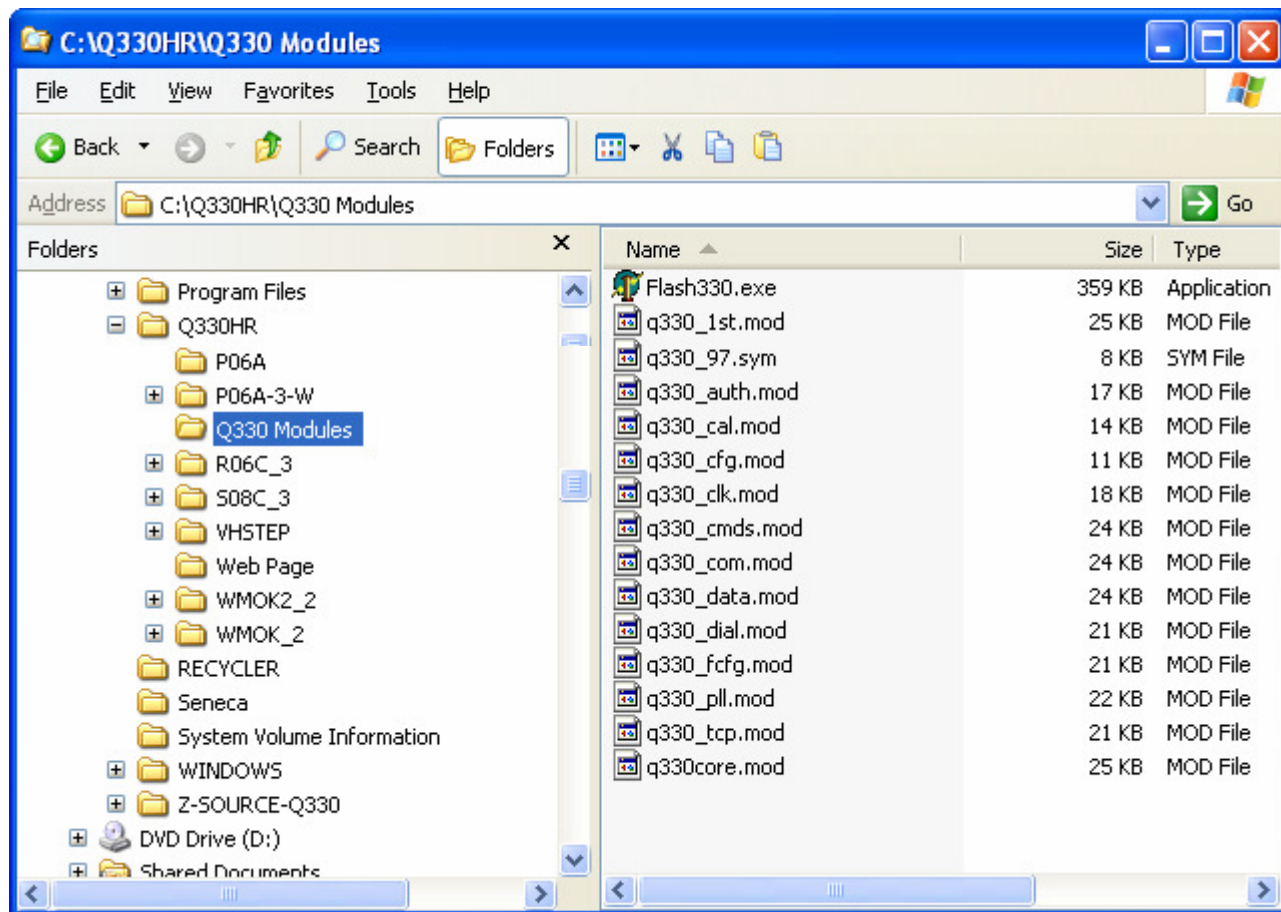 C:\Q330HR\Q330 Modules
File Edit View Favorites Tools Help
Back Search Folders
Address C:\Q330HR\Q330 Modules Go
Folders
Program Files
Q330HR
P06A
P06A-3-W
Q330 Modules
R06C_3
S08C_3
VHSTEP
Web Page
WMOK2_2
WMOK_2
RECYCLER
Seneca
System Volume Information
WINDOWS
Z-SOURCE-Q330
DVD Drive (D:)
Shared Documents
Name Size Type
Flash330.exe 359 KB Application
q330_1st.mod 25 KB MOD File
q330_97.sym 8 KB SYM File
q330_auth.mod 17 KB MOD File
q330_cal.mod 14 KB MOD File
q330_cfg.mod 11 KB MOD File
q330_clk.mod 18 KB MOD File
q330_cmds.mod 24 KB MOD File
q330_com.mod 24 KB MOD File
q330_data.mod 24 KB MOD File
q330_dial.mod 21 KB MOD File
q330_fcfg.mod 21 KB MOD File
q330_pll.mod 22 KB MOD File
q330_tcp.mod 21 KB MOD File
q330core.mod 25 KB MOD File